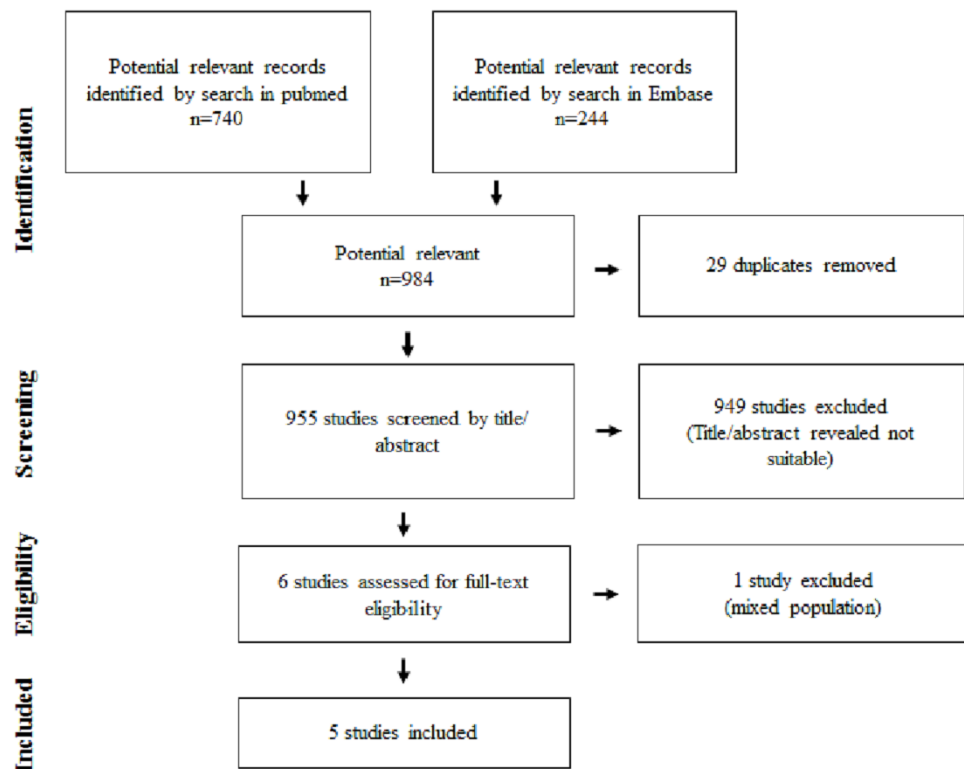 Identification
Potential relevant records
identified by search in pubmed
n=740
Potential relevant records
identified by search in Embase
n=244
Potential relevant
n=984
29 duplicates removed
Screening
955 studies screened by title/
abstract
949 studies excluded
(Title/abstract revealed not
suitable)
Eligibility
6 studies assessed for full-text
eligibility
1 study excluded
(mixed population)
Included
5 studies included